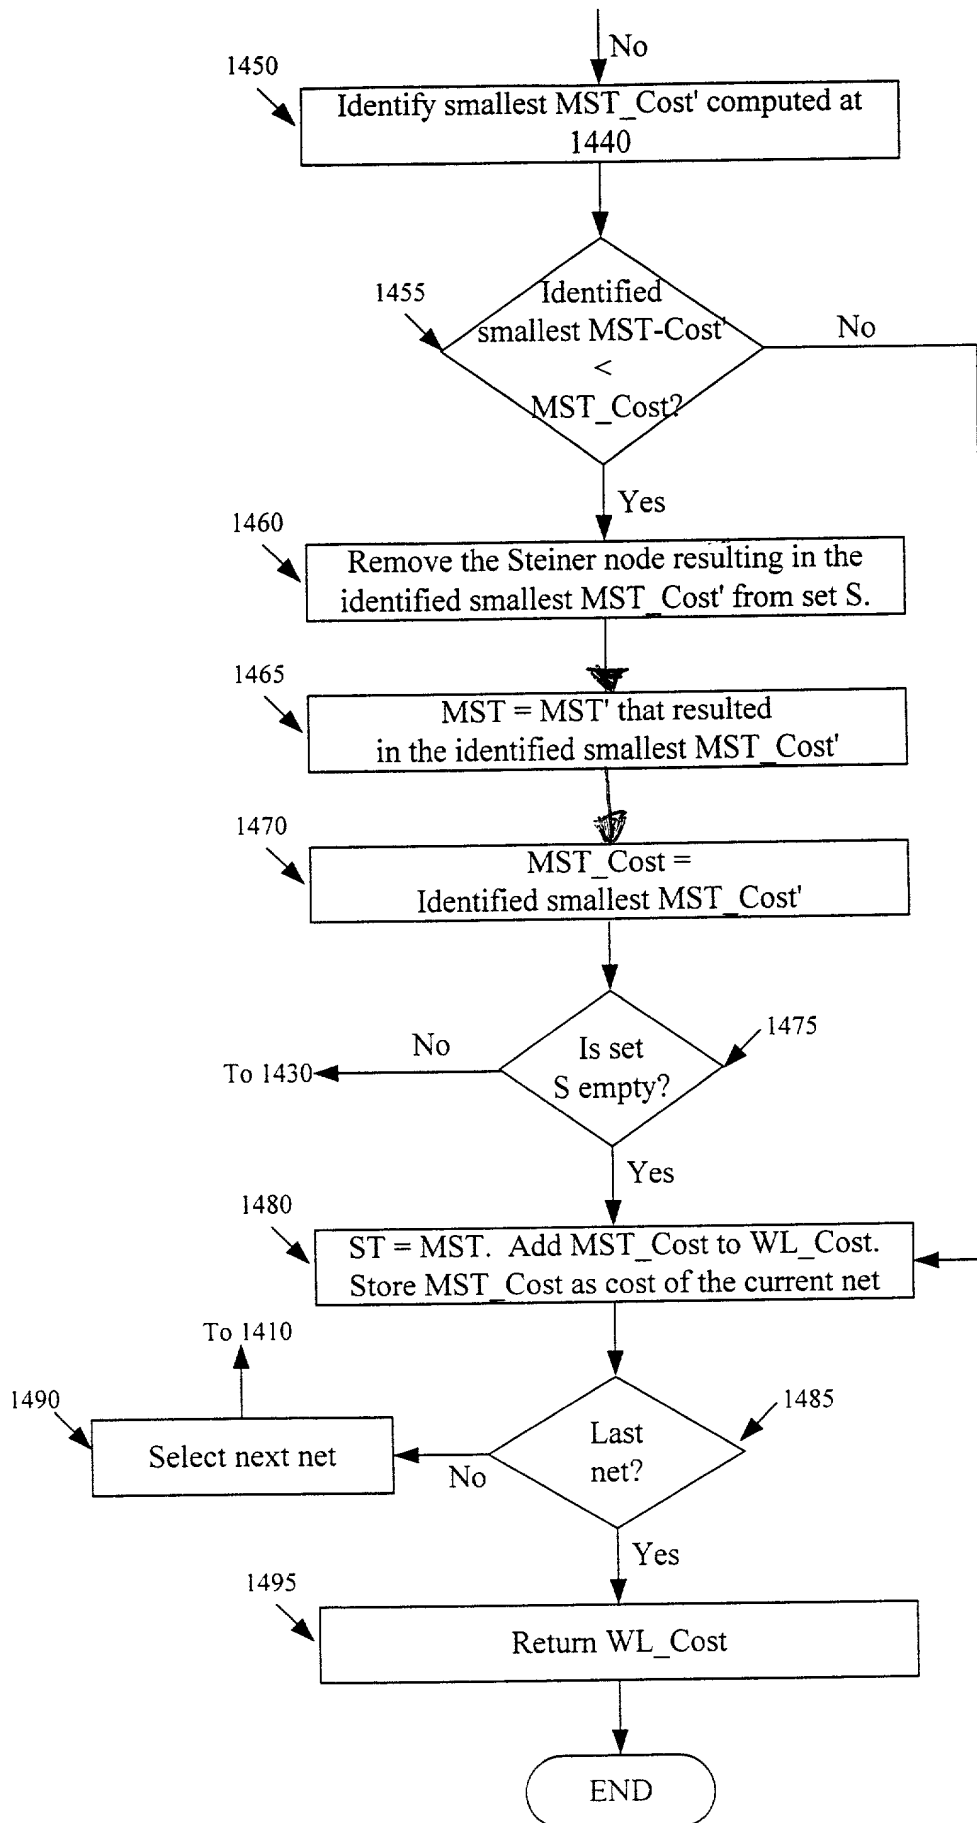 No
1450
Identify smallest MST_Cost' computed at
1440
1455
Identified
smallest MST-Cost'
<
MST_Cost?
No
Yes
1460
Remove the Steiner node resulting in the
identified smallest MST_Cost' from set S.
1465
MST = MST' that resulted
in the identified smallest MST_Cost'
1470
MST_Cost =
Identified smallest MST_Cost'
1475
Is set
S empty?
No
To 1430
Yes
1480
ST = MST.  Add MST_Cost to WL_Cost.
Store MST_Cost as cost of the current net
To 1410
1490
Select next net
1485
Last
net?
No
Yes
1495
Return WL_Cost
END